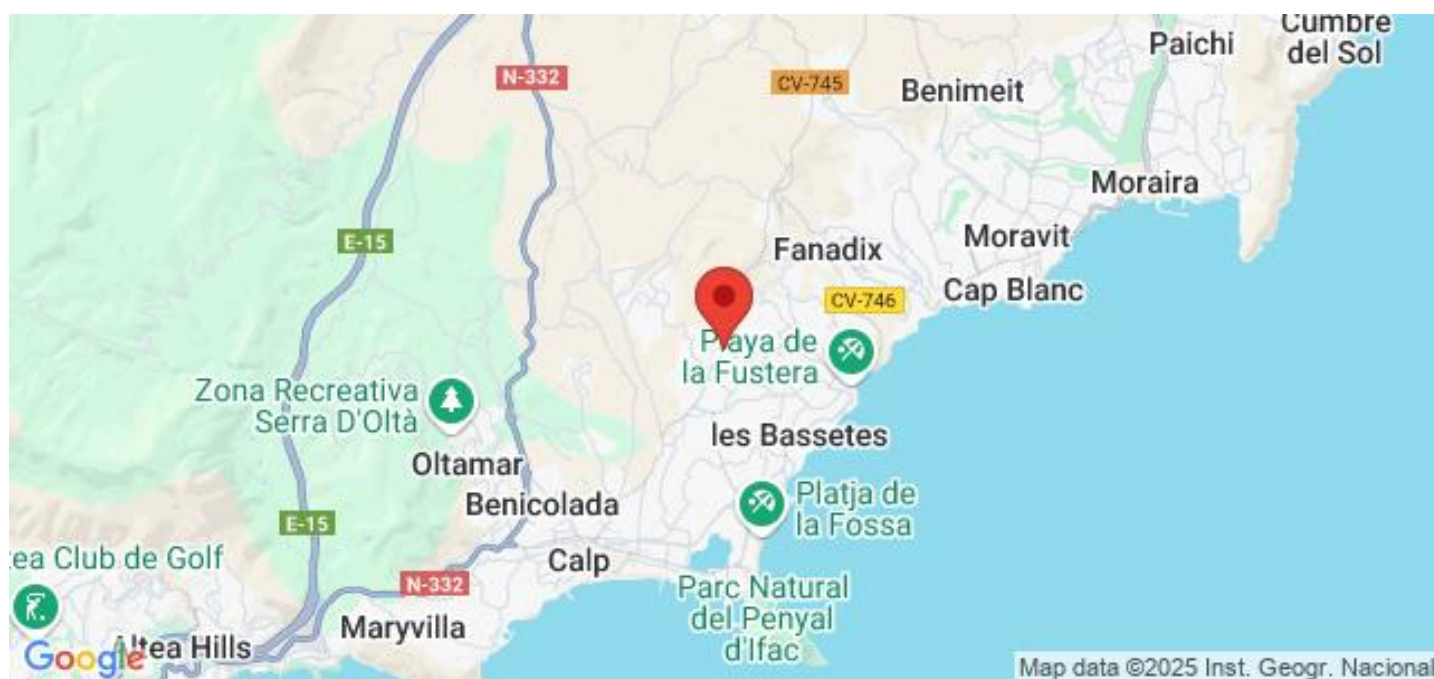 Cumbre
del Sol
Paichi
N-332
CV-745
Benimeit
Moraira
E-15
Fanadix
Moravit
Cap Blanc
CV-746
Playa de
la Fustera
Zona Recreativa
Serra D'Oltà
les Bassetes
Oltamar
Benicolada
Platja de
la Fossa
E-15
tea Club de Golf
Calp
N-332
Parc Natural
del Penyal
d'Ifac
Maryvilla
Altea Hills
Google
Map data ©2025 Inst. Geogr. Nacional